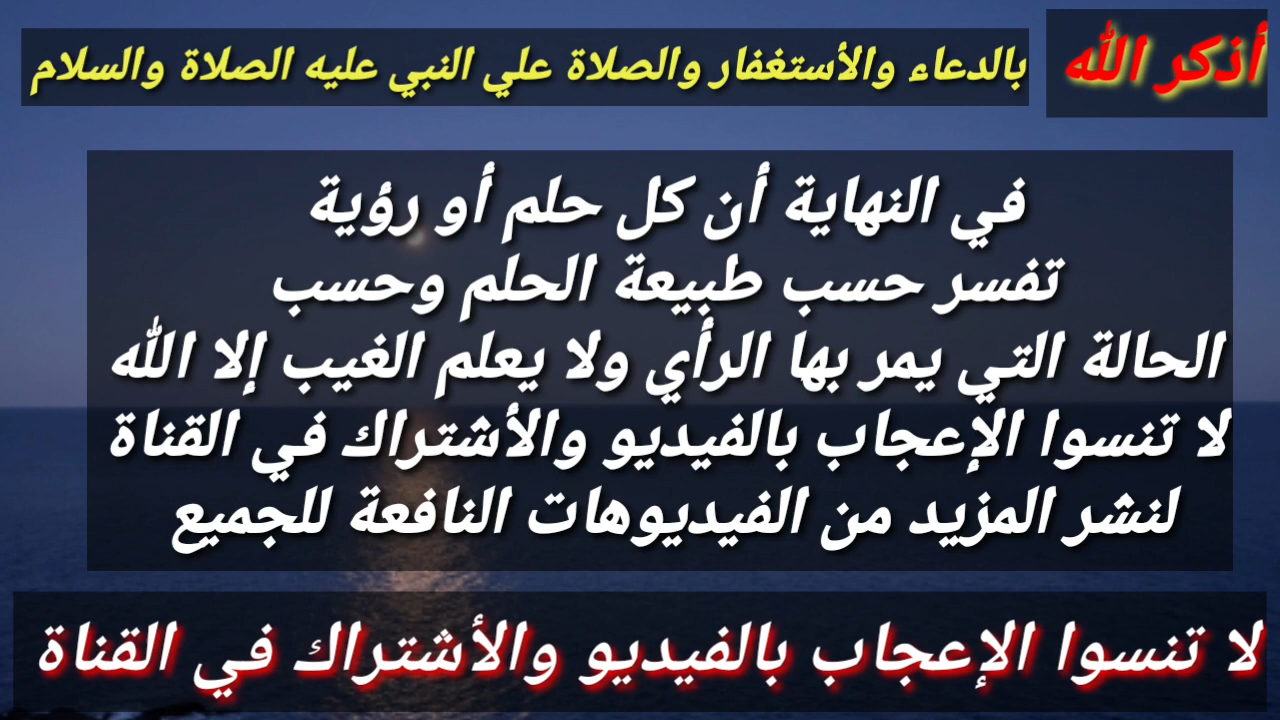 أذكر الله
بالدعاء والأستغفار والصلاة علي النبي عليه الصلاة والسلام
في النهاية أن كل حلم أو رؤية
تفسر حسب طبيعة الحلم وحسب
الحالة التي يمر بها الرأي ولا يعلم الغيب إلا الله
لا تنسوا الإعجاب بالفيديو والأشتراك في القناة
لنشر المزيد من الفيديوهات النافعة للجميع
لا تنسوا الإعجاب بالفيديو والأشتراك في القناة